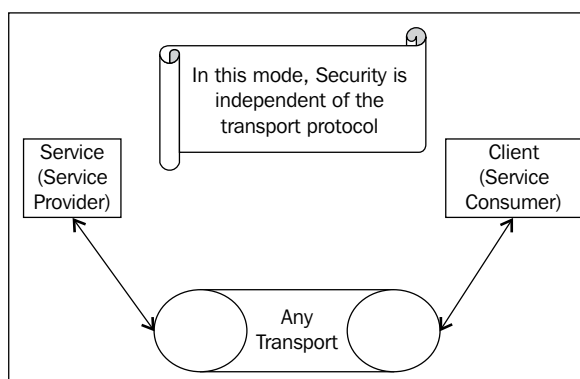 In this mode, Security is
independent of the
transport protocol
Service
(Service
Provider)
Client
(Service
Consumer)
Any
Transport